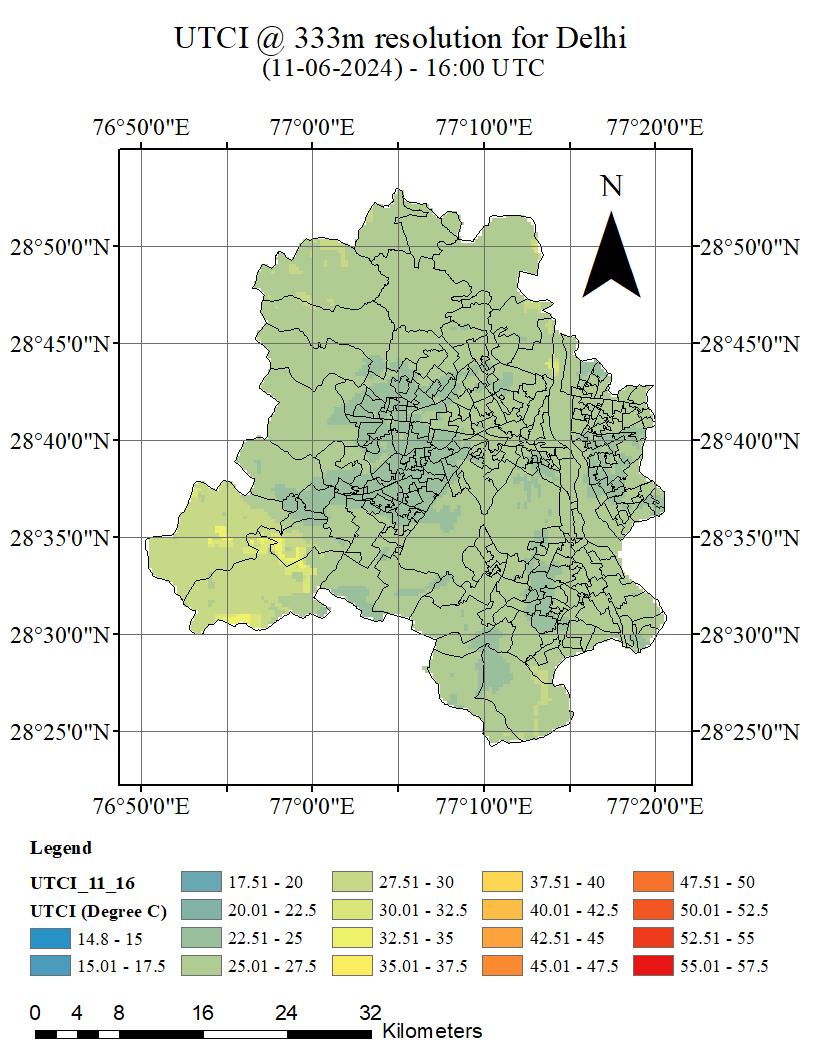 UTCI @ 333m resolution for Delhi
(11-06-2024) - 16:00 UTC
76°50'0"E 77°0'0"E 77°10'0"E 77°20'0"E
N
28°50'0"N 28°50'0"N
28°45'0"N 28°45'0"N
28°40'0"N 28°40'0"N
28°35'0"N 28°35'0"N
28°30'0"N 28°30'0"N
28°25'0"N 28°25'0"N
76°50'0"E 77°0'0"E 77°10'0"E 77°20'0"E
Legend
UTCI_11_16 17.51 - 20 27.51 - 30 37.51 - 40 47.51 - 50
UTCI (Degree C) 20.01 - 22.5 30.01 - 32.5 40.01 - 42.5 50.01 - 52.5
14.8 - 15 22.51 - 25 32.51 - 35 42.51 - 45 52.51 - 55
15.01 - 17.5 25.01 - 27.5 35.01 - 37.5 45.01 - 47.5 55.01 - 57.5
0 4 8 16 24 32
Kilometers